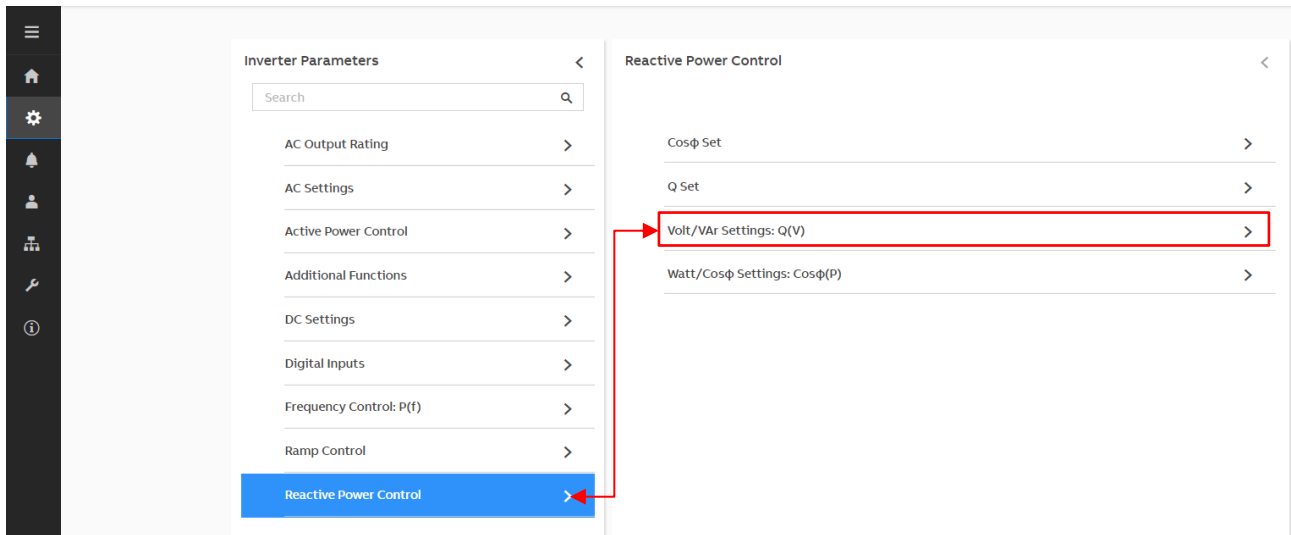 Inverter Parameters
Search
AC Output Rating
AC Settings
Active Power Control
Additional Functions
DC Settings
Digital Inputs
Frequency Control: P(f)
Ramp Control
Reactive Power Control
Reactive Power Control
Cosϕ Set
Q Set
Volt/VAr Settings: Q(V)
Watt/Cosϕ Settings: Cosϕ(P)